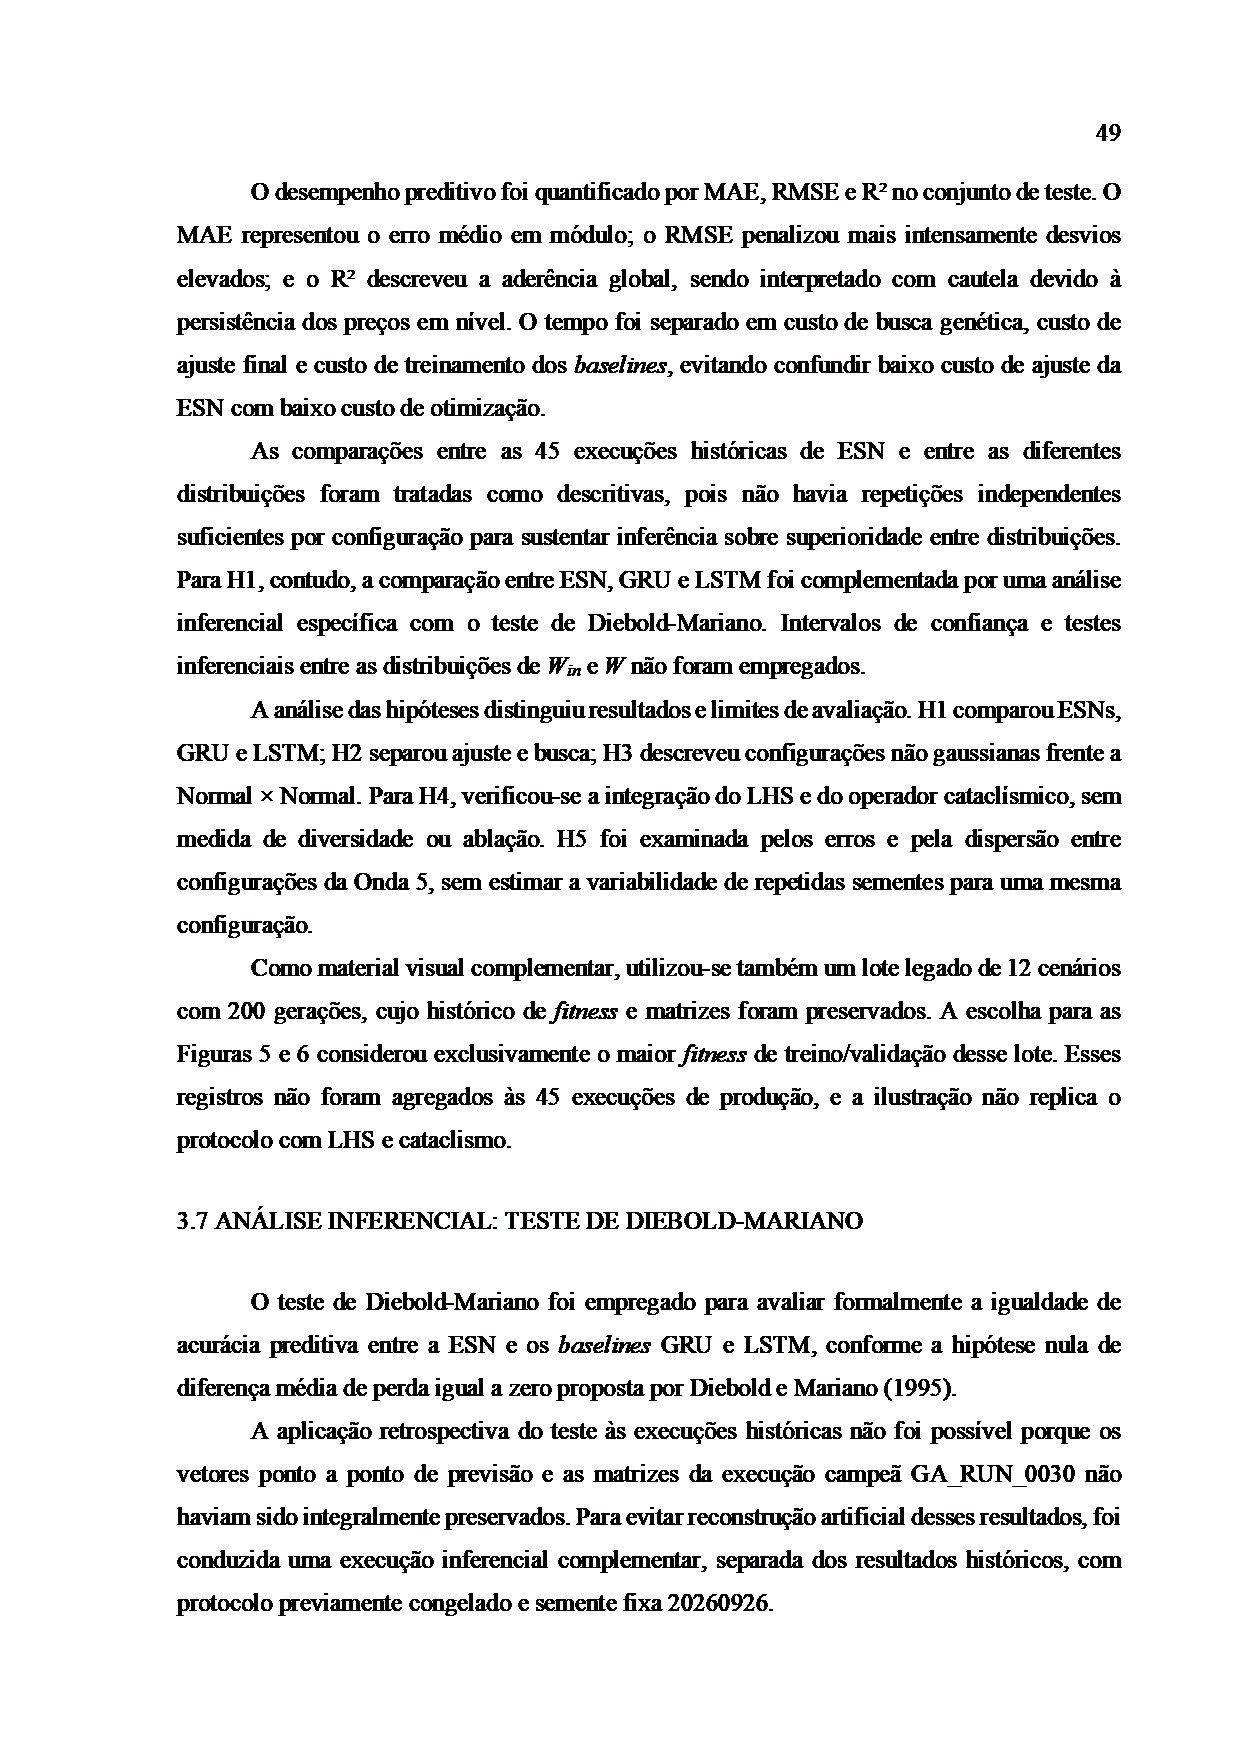 49
O desempenho preditivo foi quantificado por MAE, RMSE e R² no conjunto de teste. O
MAE representou o erro médio em módulo; o RMSE penalizou mais intensamente desvios
elevados; e o R² descreveu a aderência global, sendo interpretado com cautela devido à
persistência dos preços em nível. O tempo foi separado em custo de busca genética, custo de
ajuste final e custo de treinamento dos baselines, evitando confundir baixo custo de ajuste da
ESN com baixo custo de otimização.
As comparações entre as 45 execuções históricas de ESN e entre as diferentes
distribuições foram tratadas como descritivas, pois não havia repetições independentes
suficientes por configuração para sustentar inferência sobre superioridade entre distribuições.
Para H1, contudo, a comparação entre ESN, GRU e LSTM foi complementada por uma análise
inferencial específica com o teste de Diebold-Mariano. Intervalos de confiança e testes
inferenciais entre as distribuições de Win e W não foram empregados.
A análise das hipóteses distinguiu resultados e limites de avaliação. H1 comparou ESNs,
GRU e LSTM; H2 separou ajuste e busca; H3 descreveu configurações não gaussianas frente a
Normal × Normal. Para H4, verificou-se a integração do LHS e do operador cataclísmico, sem
medida de diversidade ou ablação. H5 foi examinada pelos erros e pela dispersão entre
configurações da Onda 5, sem estimar a variabilidade de repetidas sementes para uma mesma
configuração.
Como material visual complementar, utilizou-se também um lote legado de 12 cenários
com 200 gerações, cujo histórico de fitness e matrizes foram preservados. A escolha para as
Figuras 5 e 6 considerou exclusivamente o maior fitness de treino/validação desse lote. Esses
registros não foram agregados às 45 execuções de produção, e a ilustração não replica o
protocolo com LHS e cataclismo.
3.7 ANÁLISE INFERENCIAL: TESTE DE DIEBOLD-MARIANO
O teste de Diebold-Mariano foi empregado para avaliar formalmente a igualdade de
acurácia preditiva entre a ESN e os baselines GRU e LSTM, conforme a hipótese nula de
diferença média de perda igual a zero proposta por Diebold e Mariano (1995).
A aplicação retrospectiva do teste às execuções históricas não foi possível porque os
vetores ponto a ponto de previsão e as matrizes da execução campeã GA_RUN_0030 não
haviam sido integralmente preservados. Para evitar reconstrução artificial desses resultados, foi
conduzida uma execução inferencial complementar, separada dos resultados históricos, com
protocolo previamente congelado e semente fixa 20260926.